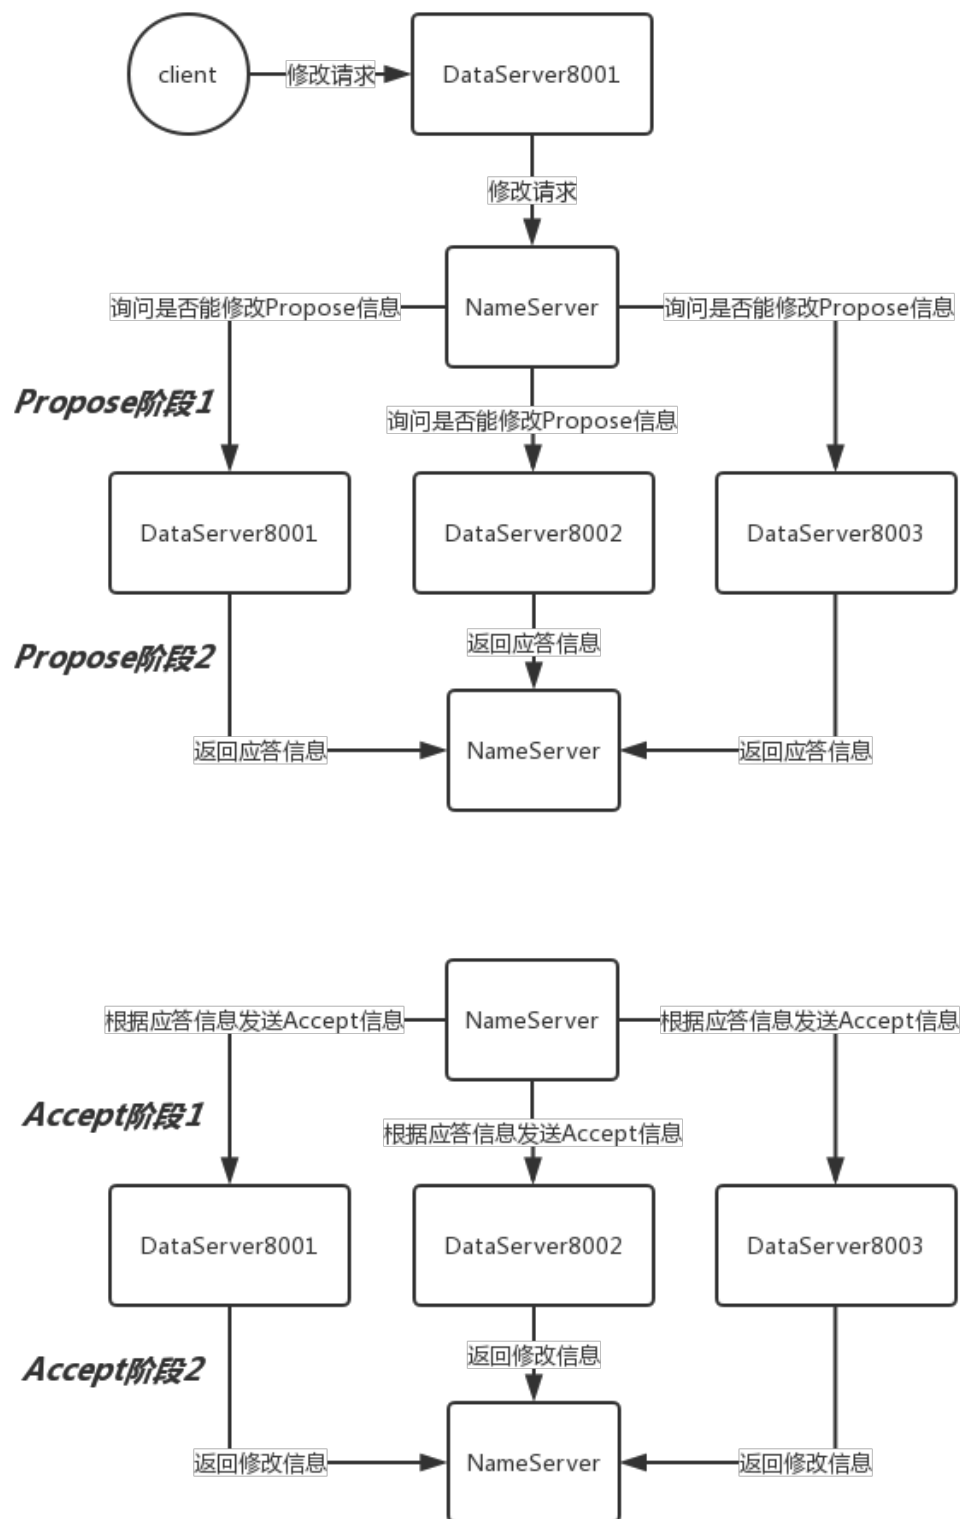 client
修改请求
DataServer8001
修改请求
NameServer
询问是否能修改Propose信息
询问是否能修改Propose信息
Propose阶段1
询问是否能修改Propose信息
DataServer8001
DataServer8002
DataServer8003
返回应答信息
Propose阶段2
返回应答信息
NameServer
返回应答信息
NameServer
根据应答信息发送Accept信息
根据应答信息发送Accept信息
Accept阶段1
根据应答信息发送Accept信息
DataServer8001
DataServer8002
DataServer8003
返回修改信息
Accept阶段2
返回修改信息
NameServer
返回修改信息